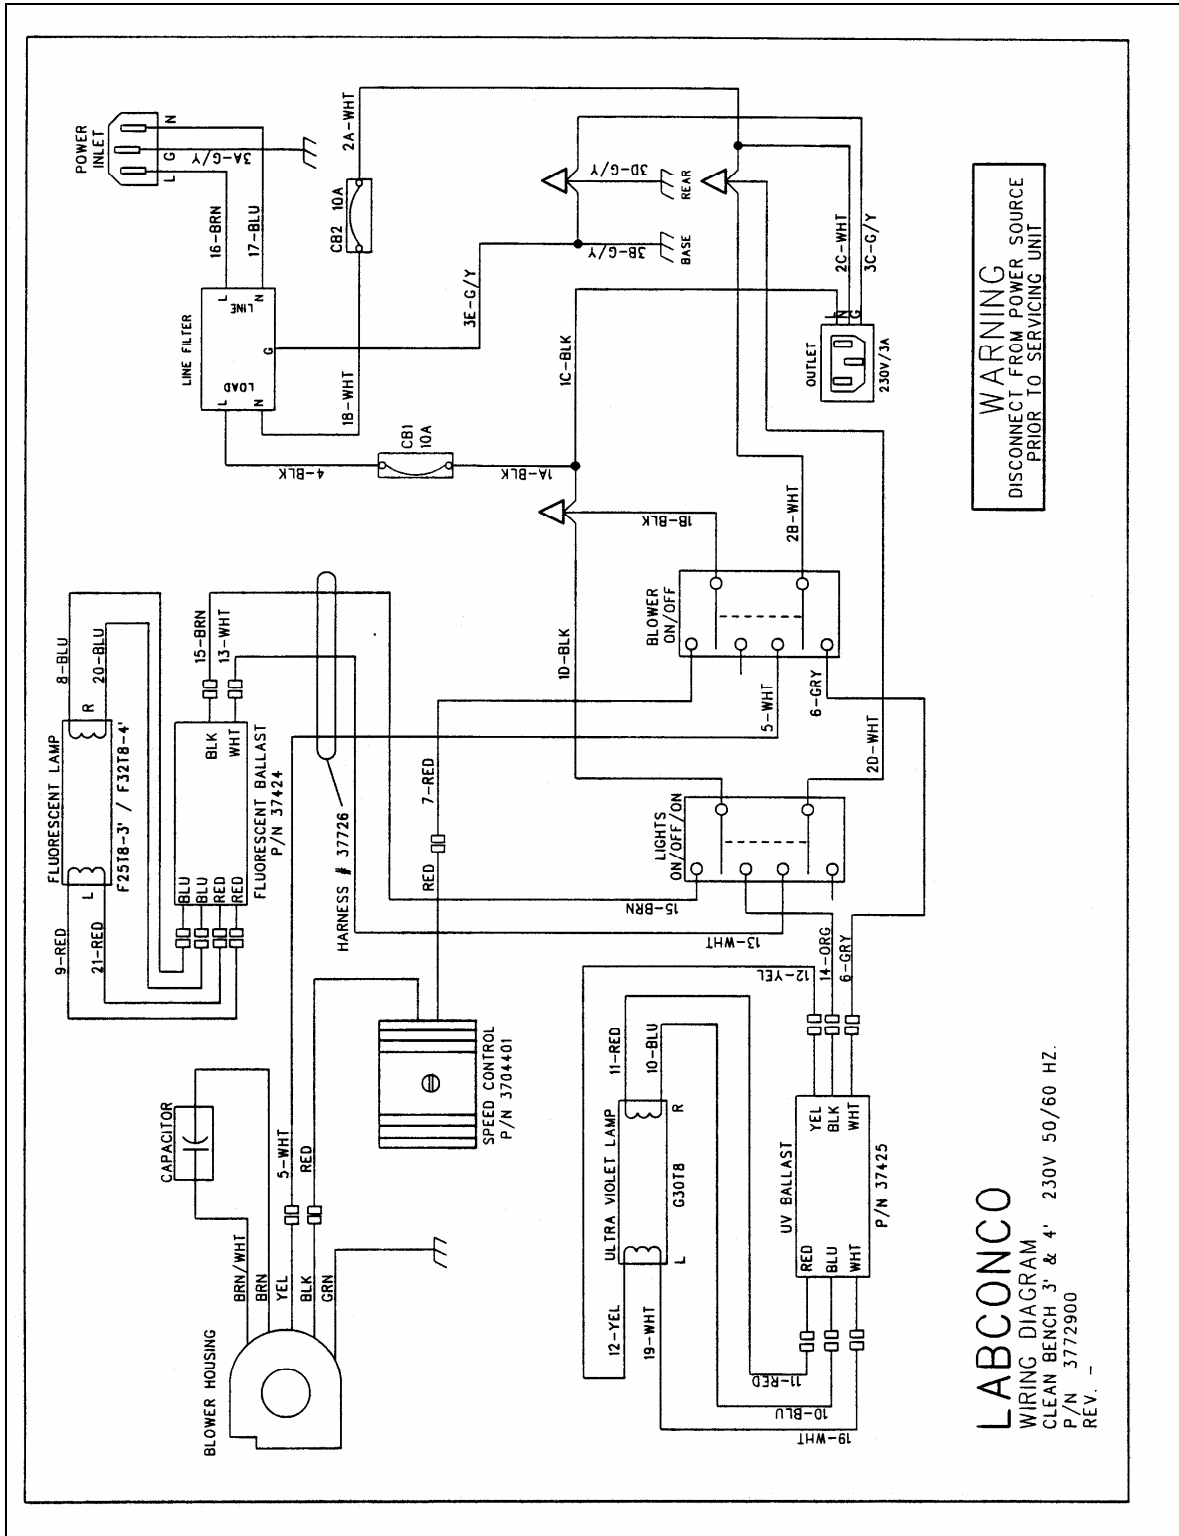 POWER
INLET
N
G
L
3A-G/Y
16-BRN
17-BLU
LINE FILTER
L
N
LINE
G
LOAD
L
N
2A-WHT
CB2 10A
18-WHT
3E-G/Y
4-BLK
CB1
10A
1A-BLK
3D-G/Y
REAR
3B-G/Y
BASE
1C-BLK
2C-WHT
3C-G/Y
L
N
G
OUTLET
230V/3A
WARNING
DISCONNECT FROM POWER SOURCE
PRIOR TO SERVICING UNIT
1B-BLK
2B-WHT
1D-BLK
BLOWER
ON/OFF
5-WHT
6-GRY
2D-WHT
LIGHTS
ON/OFF/ON
15-BRN
13-WHT
14-ORG
6-GRY
12-YEL
FLUORESCENT LAMP
8-BLU
20-BLU
R
F25T8-3' / F32T8-4'
L
9-RED
21-RED
15-BRN
13-WHT
BLK
WHT
FLUORESCENT BALLAST
P/N 37424
BLU
BLU
RED
RED
HARNESS # 37726
7-RED
RED
SPEED CONTROL
P/N 3704401
CAPACITOR
5-WHT
RED
BRN/WHT
BRN
YEL
BLK
GRN
BLOWER HOUSING
11-RED
10-BLU
ULTRA VIOLET LAMP
R
G30T8
L
12-YEL
19-WHT
UV BALLAST
YEL
BLK
WHT
P/N 37425
RED
BLU
WHT
11-RED
10-BLU
19-WHT
LABCONCO
WIRING DIAGRAM
CLEAN BENCH 3' & 4' 230V 50/60 HZ.
P/N 3772900
REV. -